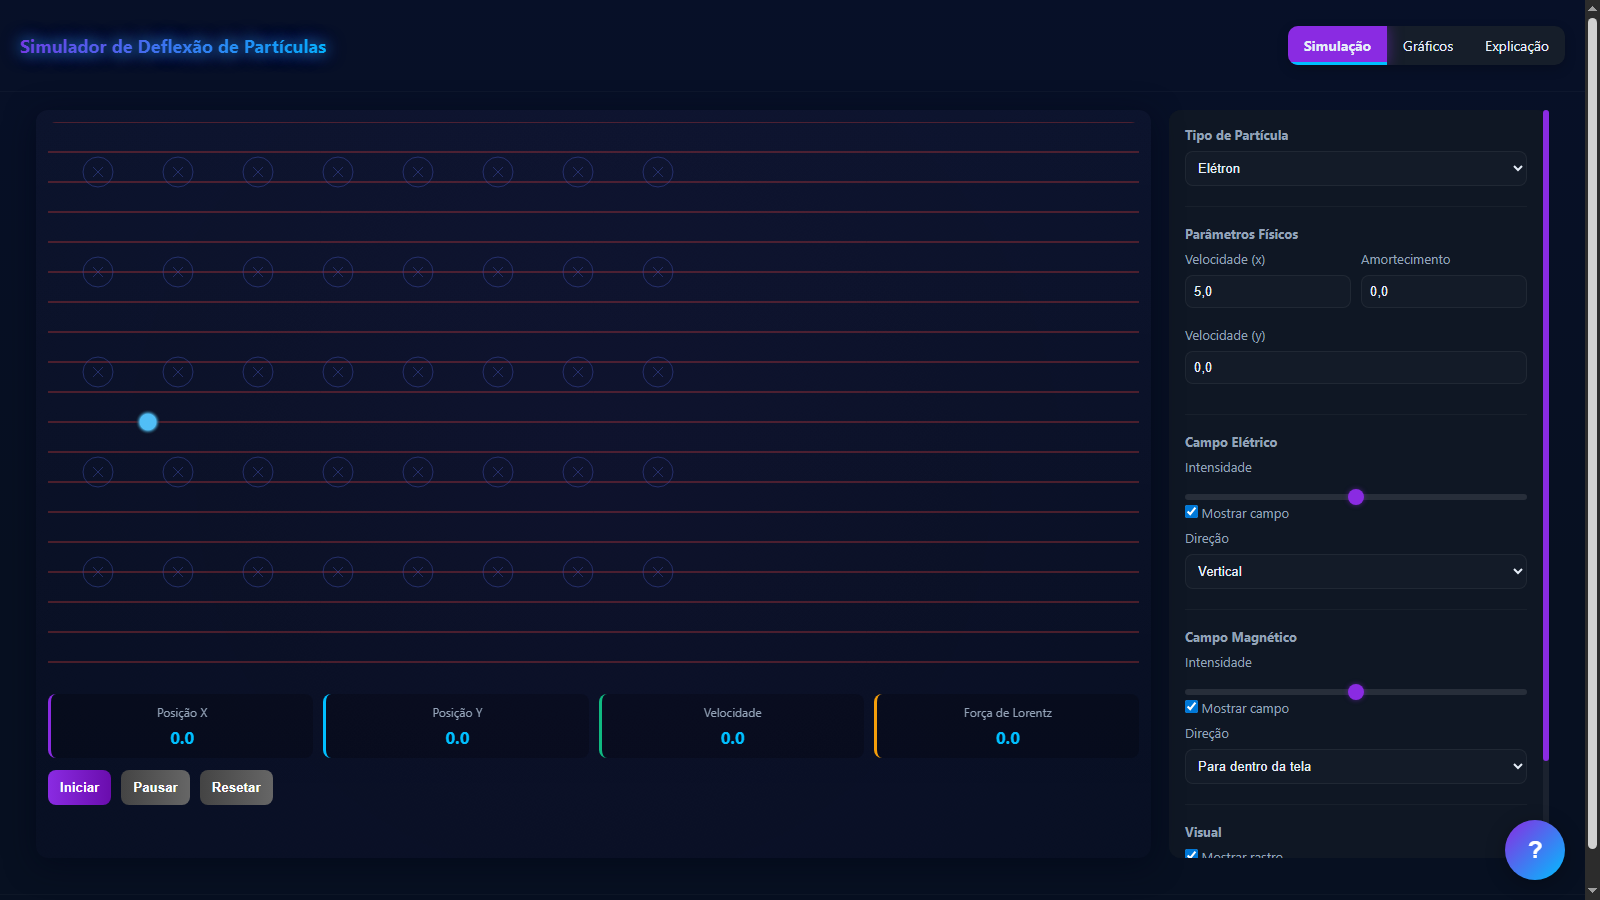 Simulador de Deflexão de Partículas
Simulação Gráficos Explicação
Tipo de Partícula
Elétron
Parâmetros Físicos
Velocidade (x) Amortecimento
5,0 0,0
Velocidade (y)
0,0
Campo Elétrico
Intensidade
Mostrar campo
Direção
Vertical
Campo Magnético
Intensidade
Mostrar campo
Direção
Para dentro da tela
Visual
Mostrar rastro
Posição X Posição Y Velocidade Força de Lorentz
0.0 0.0 0.0 0.0
Iniciar Pausar Resetar
?